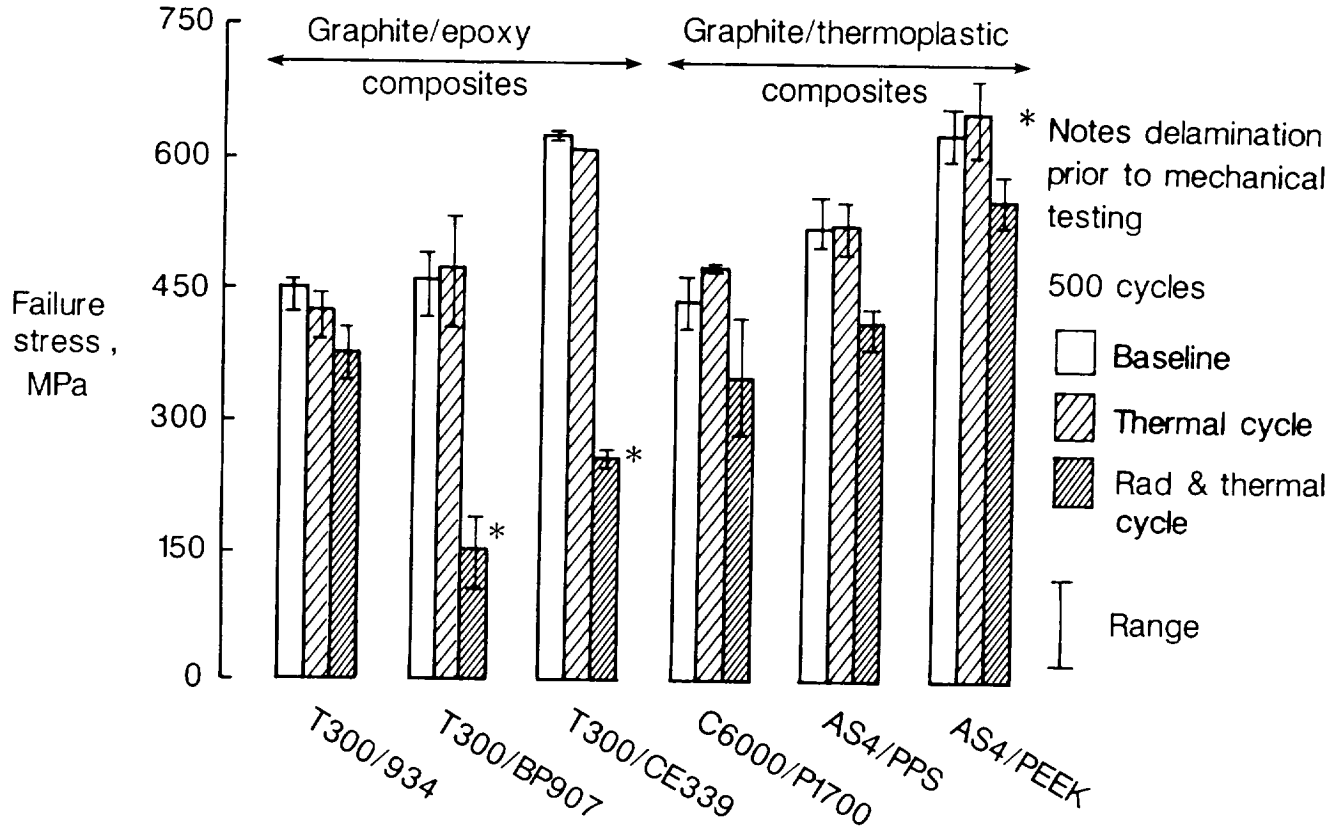 750
600
450
300
150
0
Failure
stress ,
MPa
Graphite/epoxy
composites
Graphite/thermoplastic
composites
*
*
* Notes delamination
prior to mechanical
testing
500 cycles
Baseline
Thermal cycle
Rad & thermal
cycle
Range
T300/934
T300/BP907
T300/CE339
C6000/P1700
AS4/PPS
AS4/PEEK